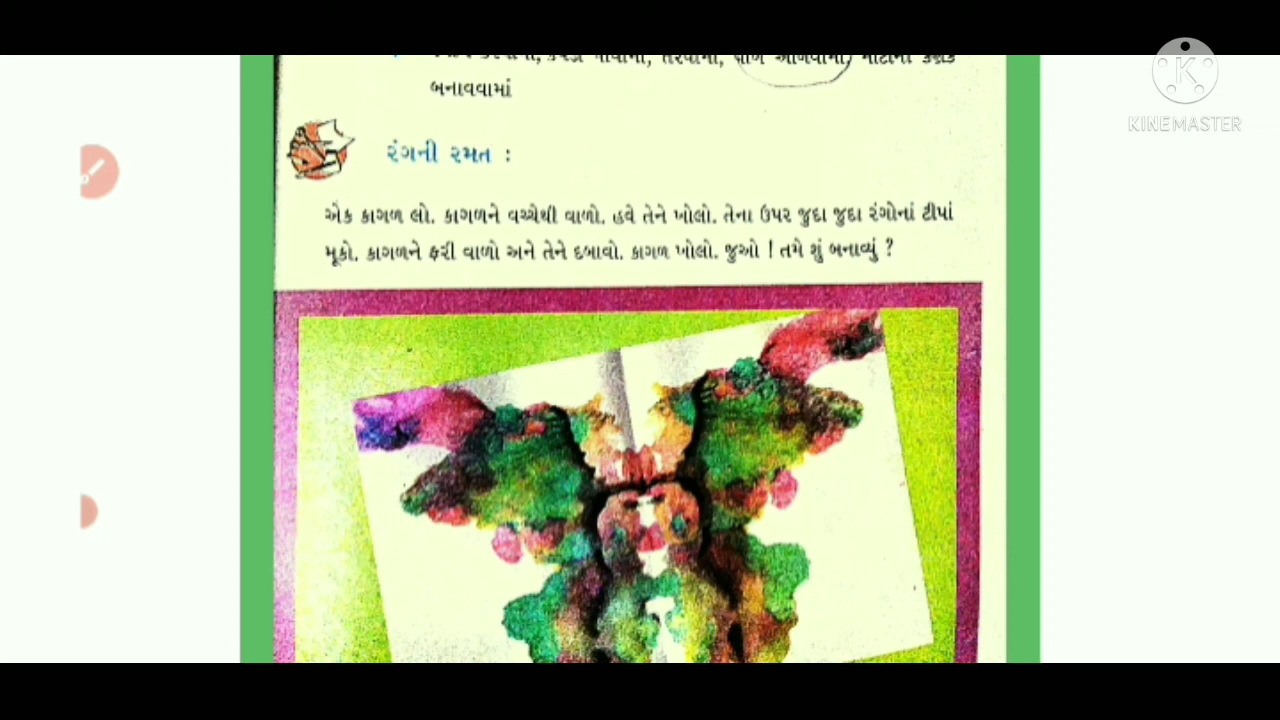 બનાવવામાં
રંગની રમત :
એક કાગળ લો. કાગળને વચ્ચેથી વાળો. હવે તેને ખોલો. તેના ઉપર જુદા જુદા રંગોનાં ટીપાં
મૂકો. કાગળને ફરી વાળો અને તેને દબાવો. કાગળ ખોલો. જુઓ ! તમે શું બનાવ્યું ?
K
KINEMASTER